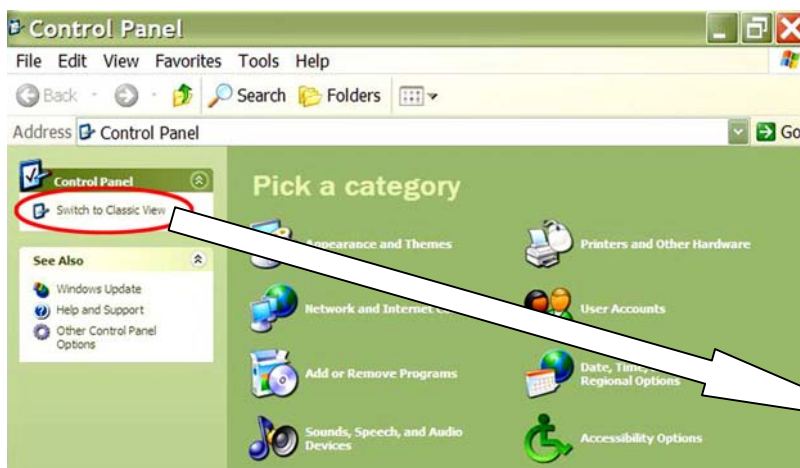 Control Panel
File Edit View Favorites Tools Help
Back Search Folders
Address Control Panel Go
Control Panel
Switch to Classic View
See Also
Windows Update
Help and Support
Other Control Panel
Options
Pick a category
Appearance and Themes
Printers and Other Hardware
Network and Internet
User Accounts
Add or Remove Programs
Date, Time,
Regional Options
Sounds, Speech, and Audio
Devices
Accessibility Options